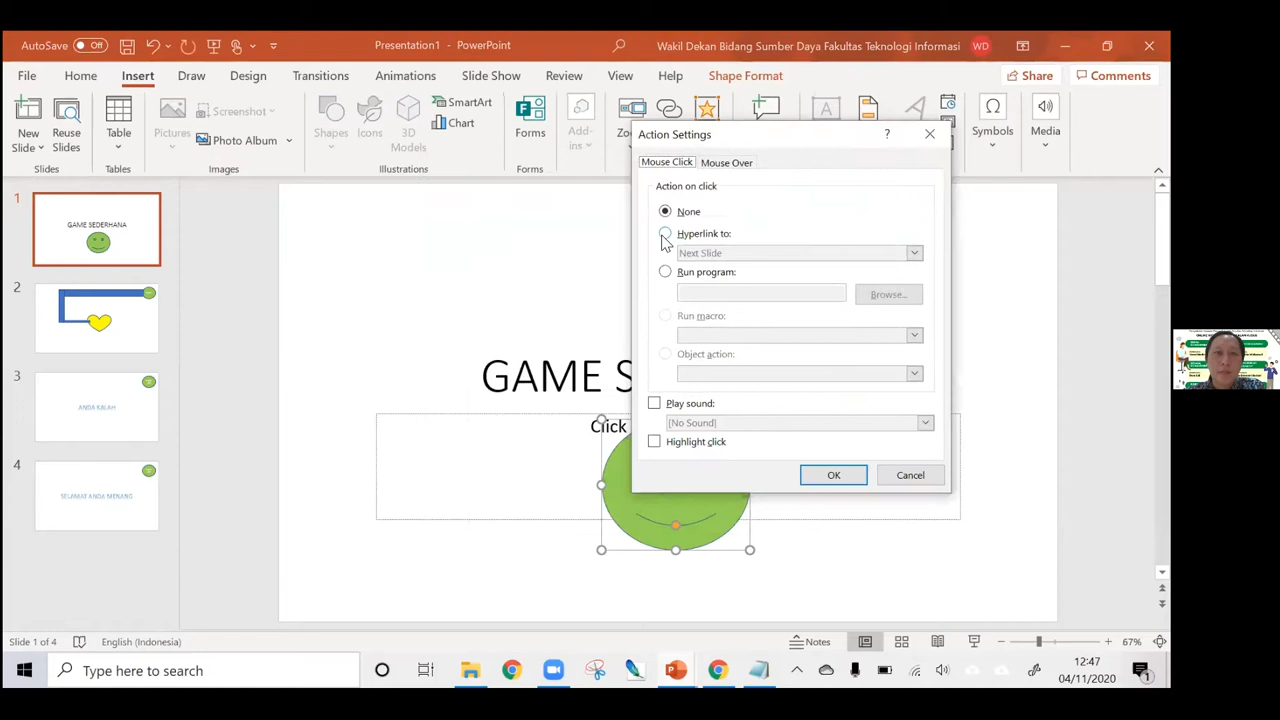 AutoSave Off
Presentation1 - PowerPoint
Wakil Dekan Bidang Sumber Daya Fakultas Teknologi Informasi WD
File Home Insert Draw Design Transitions Animations Slide Show Review View Help Shape Format Share Comments
New Slide
Reuse Slides
Slides
Table
Tables
Pictures
Screenshot
Photo Album
Images
Shapes
Icons
3D Models
SmartArt
Chart
Illustrations
Forms
Forms
Add-ins
Symbols
Media
Action Settings ?
Mouse Click Mouse Over
Action on click
None
Hyperlink to:
Next Slide
Run program:
Browse...
Run macro:
Object action:
Play sound:
[No Sound]
Highlight click
OK Cancel
1
GAME SEDERHANA
2
3
ANDA KALAH
4
SELAMAT ANDA MENANG
GAME S
Click
Slide 1 of 4 English (Indonesia) Notes 67%
Type here to search
12:47
04/11/2020
1